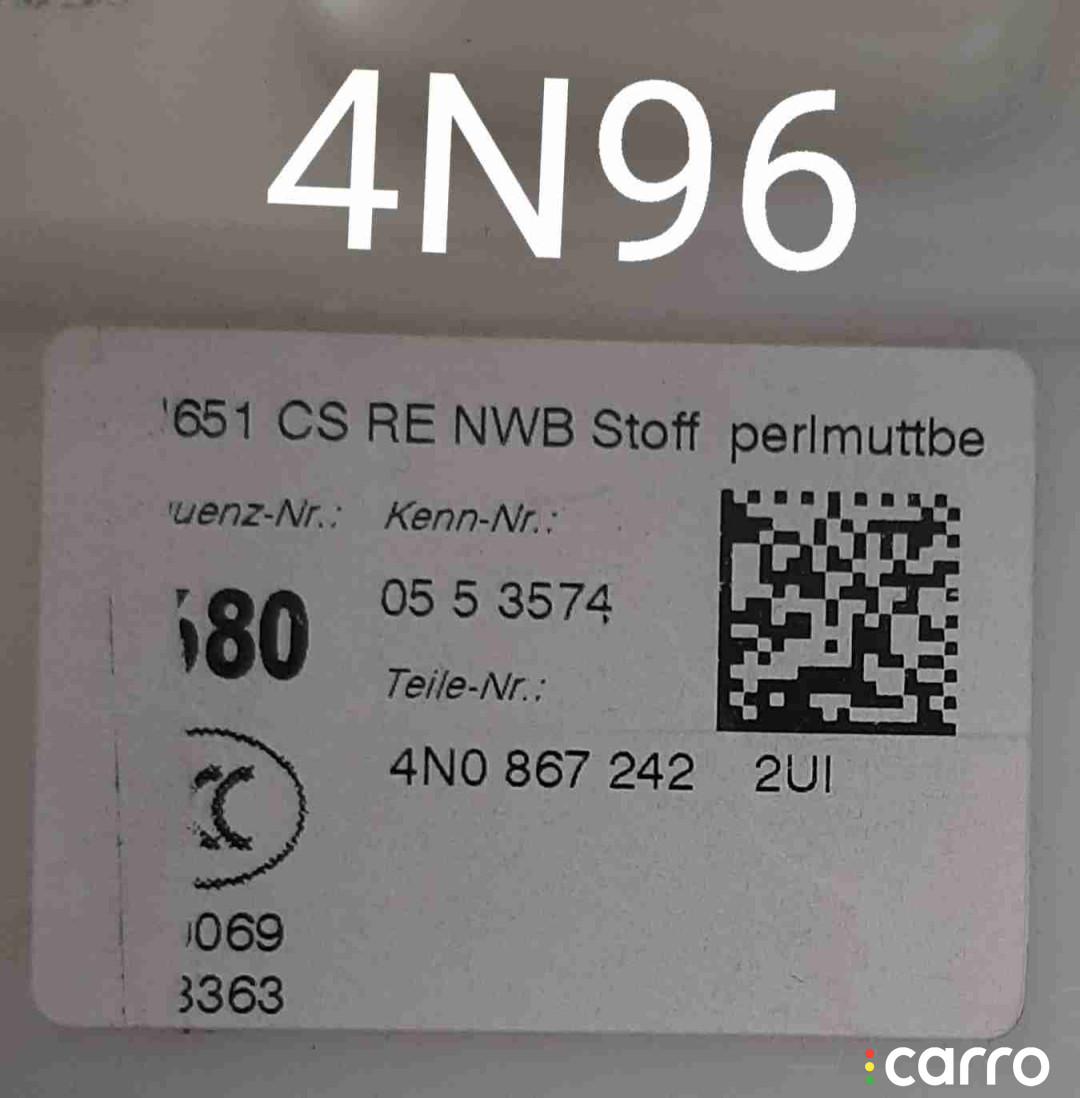 4N96
651 CS RE NWB Stoff perlmuttbe
uenz-Nr.: Kenn-Nr.:
80 05 5 3574
Teile-Nr.:
4N0 867 242 2UI
069
3363
carro